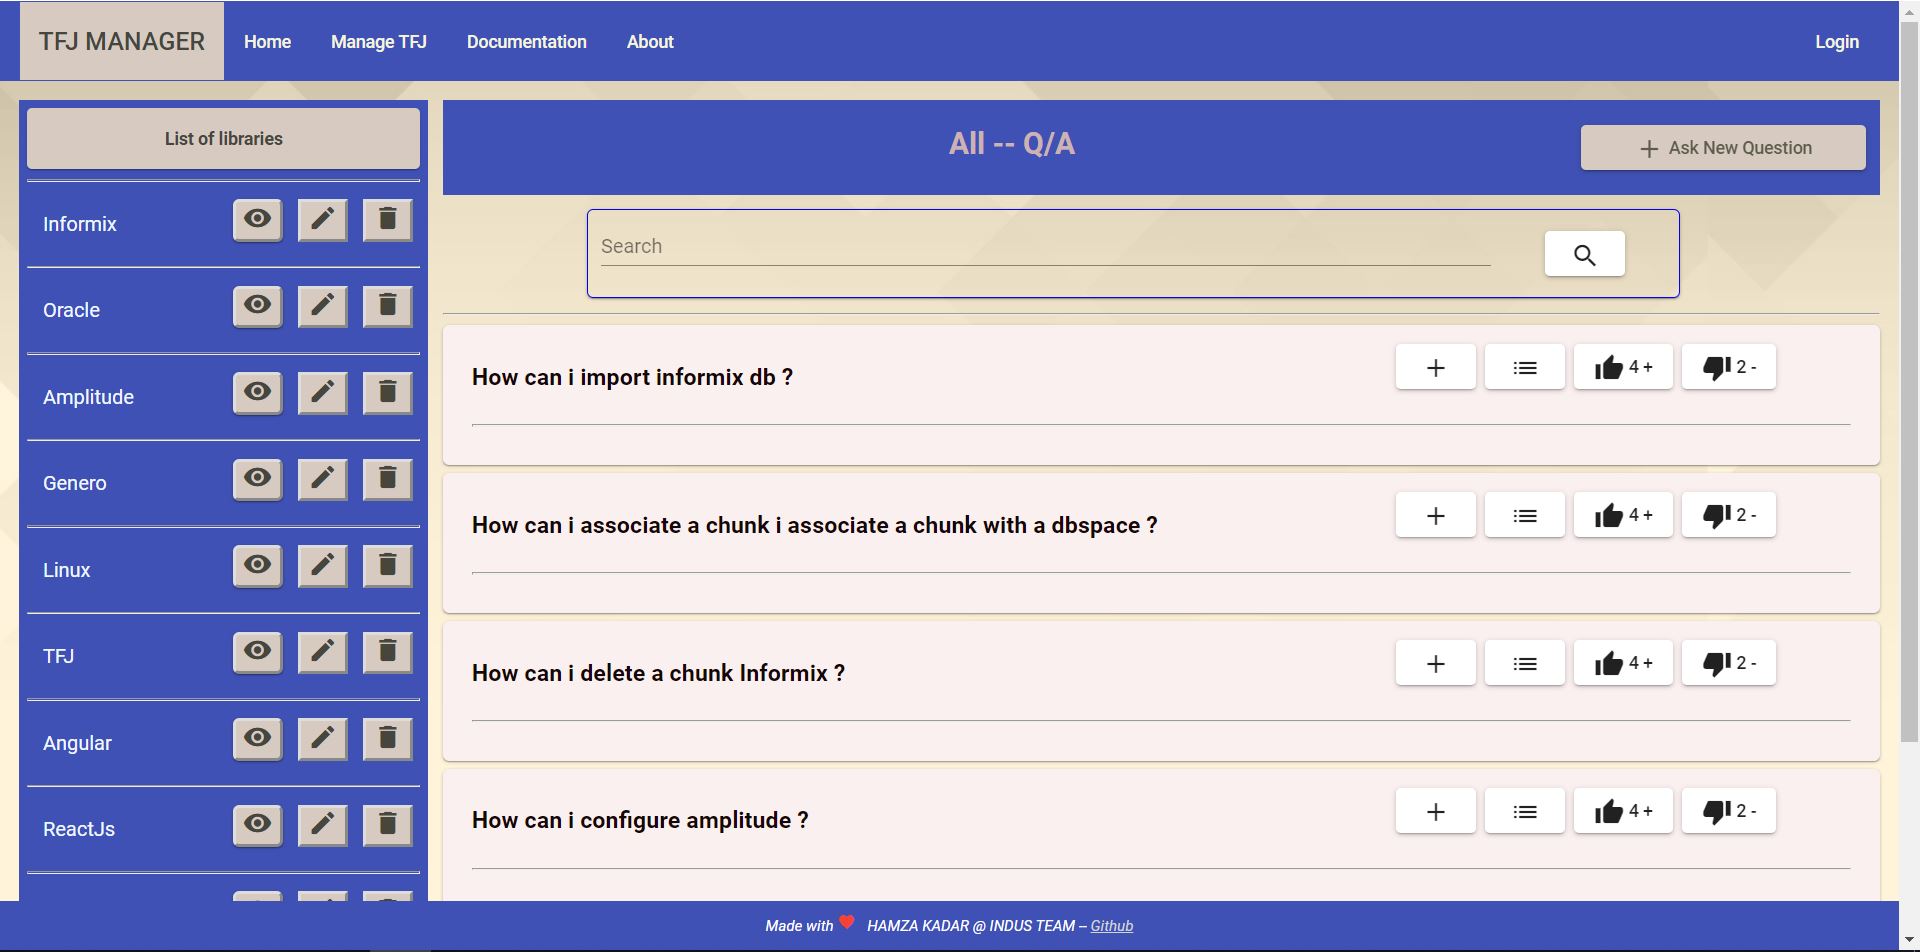 TFJ MANAGER
Home
Manage TFJ
Documentation
About
Login
List of libraries
Informix
Oracle
Amplitude
Genero
Linux
TFJ
Angular
ReactJs
All -- Q/A
Ask New Question
Search
How can i import informix db ?
4 +
2 -
How can i associate a chunk i associate a chunk with a dbspace ?
4 +
2 -
How can i delete a chunk Informix ?
4 +
2 -
How can i configure amplitude ?
4 +
2 -
Made with HAMZA KADAR @ INDUS TEAM – Github